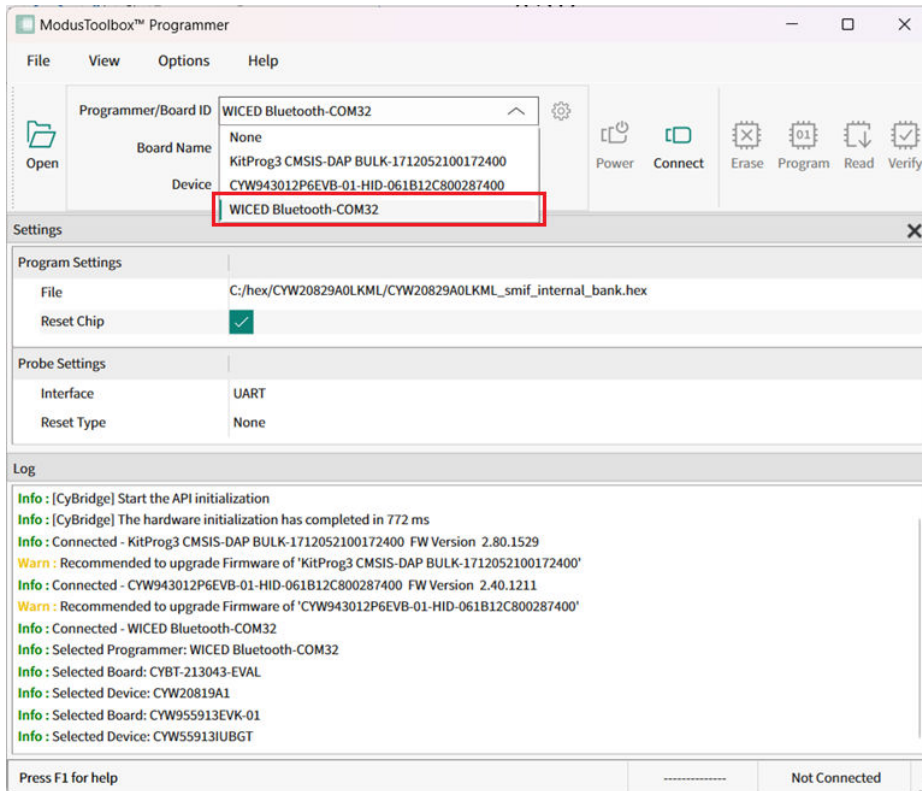 ModusToolbox™ Programmer
File View Options Help
Open
Programmer/Board ID WICED Bluetooth-COM32
Board Name
Device
None
KitProg3 CMSIS-DAP BULK-1712052100172400
CYW943012P6EVB-01-HID-061B12C800287400
WICED Bluetooth-COM32
Power Connect Erase Program Read Verify
Settings
Program Settings
File C:/hex/CYW20829A0LKML/CYW20829A0LKML_smif_internal_bank.hex
Reset Chip
Probe Settings
Interface UART
Reset Type None
Log
Info : [CyBridge] Start the API initialization
Info : [CyBridge] The hardware initialization has completed in 772 ms
Info : Connected - KitProg3 CMSIS-DAP BULK-1712052100172400 FW Version 2.80.1529
Warn : Recommended to upgrade Firmware of 'KitProg3 CMSIS-DAP BULK-1712052100172400'
Info : Connected - CYW943012P6EVB-01-HID-061B12C800287400 FW Version 2.40.1211
Warn : Recommended to upgrade Firmware of 'CYW943012P6EVB-01-HID-061B12C800287400'
Info : Connected - WICED Bluetooth-COM32
Info : Selected Programmer: WICED Bluetooth-COM32
Info : Selected Board: CYBT-213043-EVAL
Info : Selected Device: CYW20819A1
Info : Selected Board: CYW955913EVK-01
Info : Selected Device: CYW55913IUBGT
Press F1 for help -------------- Not Connected